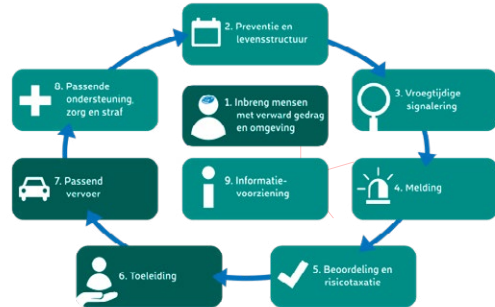 2. Preventie en
levensstructuur
8. Passende
ondersteuning,
zorg en straf
3. Vroegtijdige
signalering
1. Inbreng mensen
met verward gedrag
en omgeving
7. Passend
vervoer
9. Informatie-
voorziening
4. Melding
6. Toeleiding
5. Beoordeling en
risicotaxatie